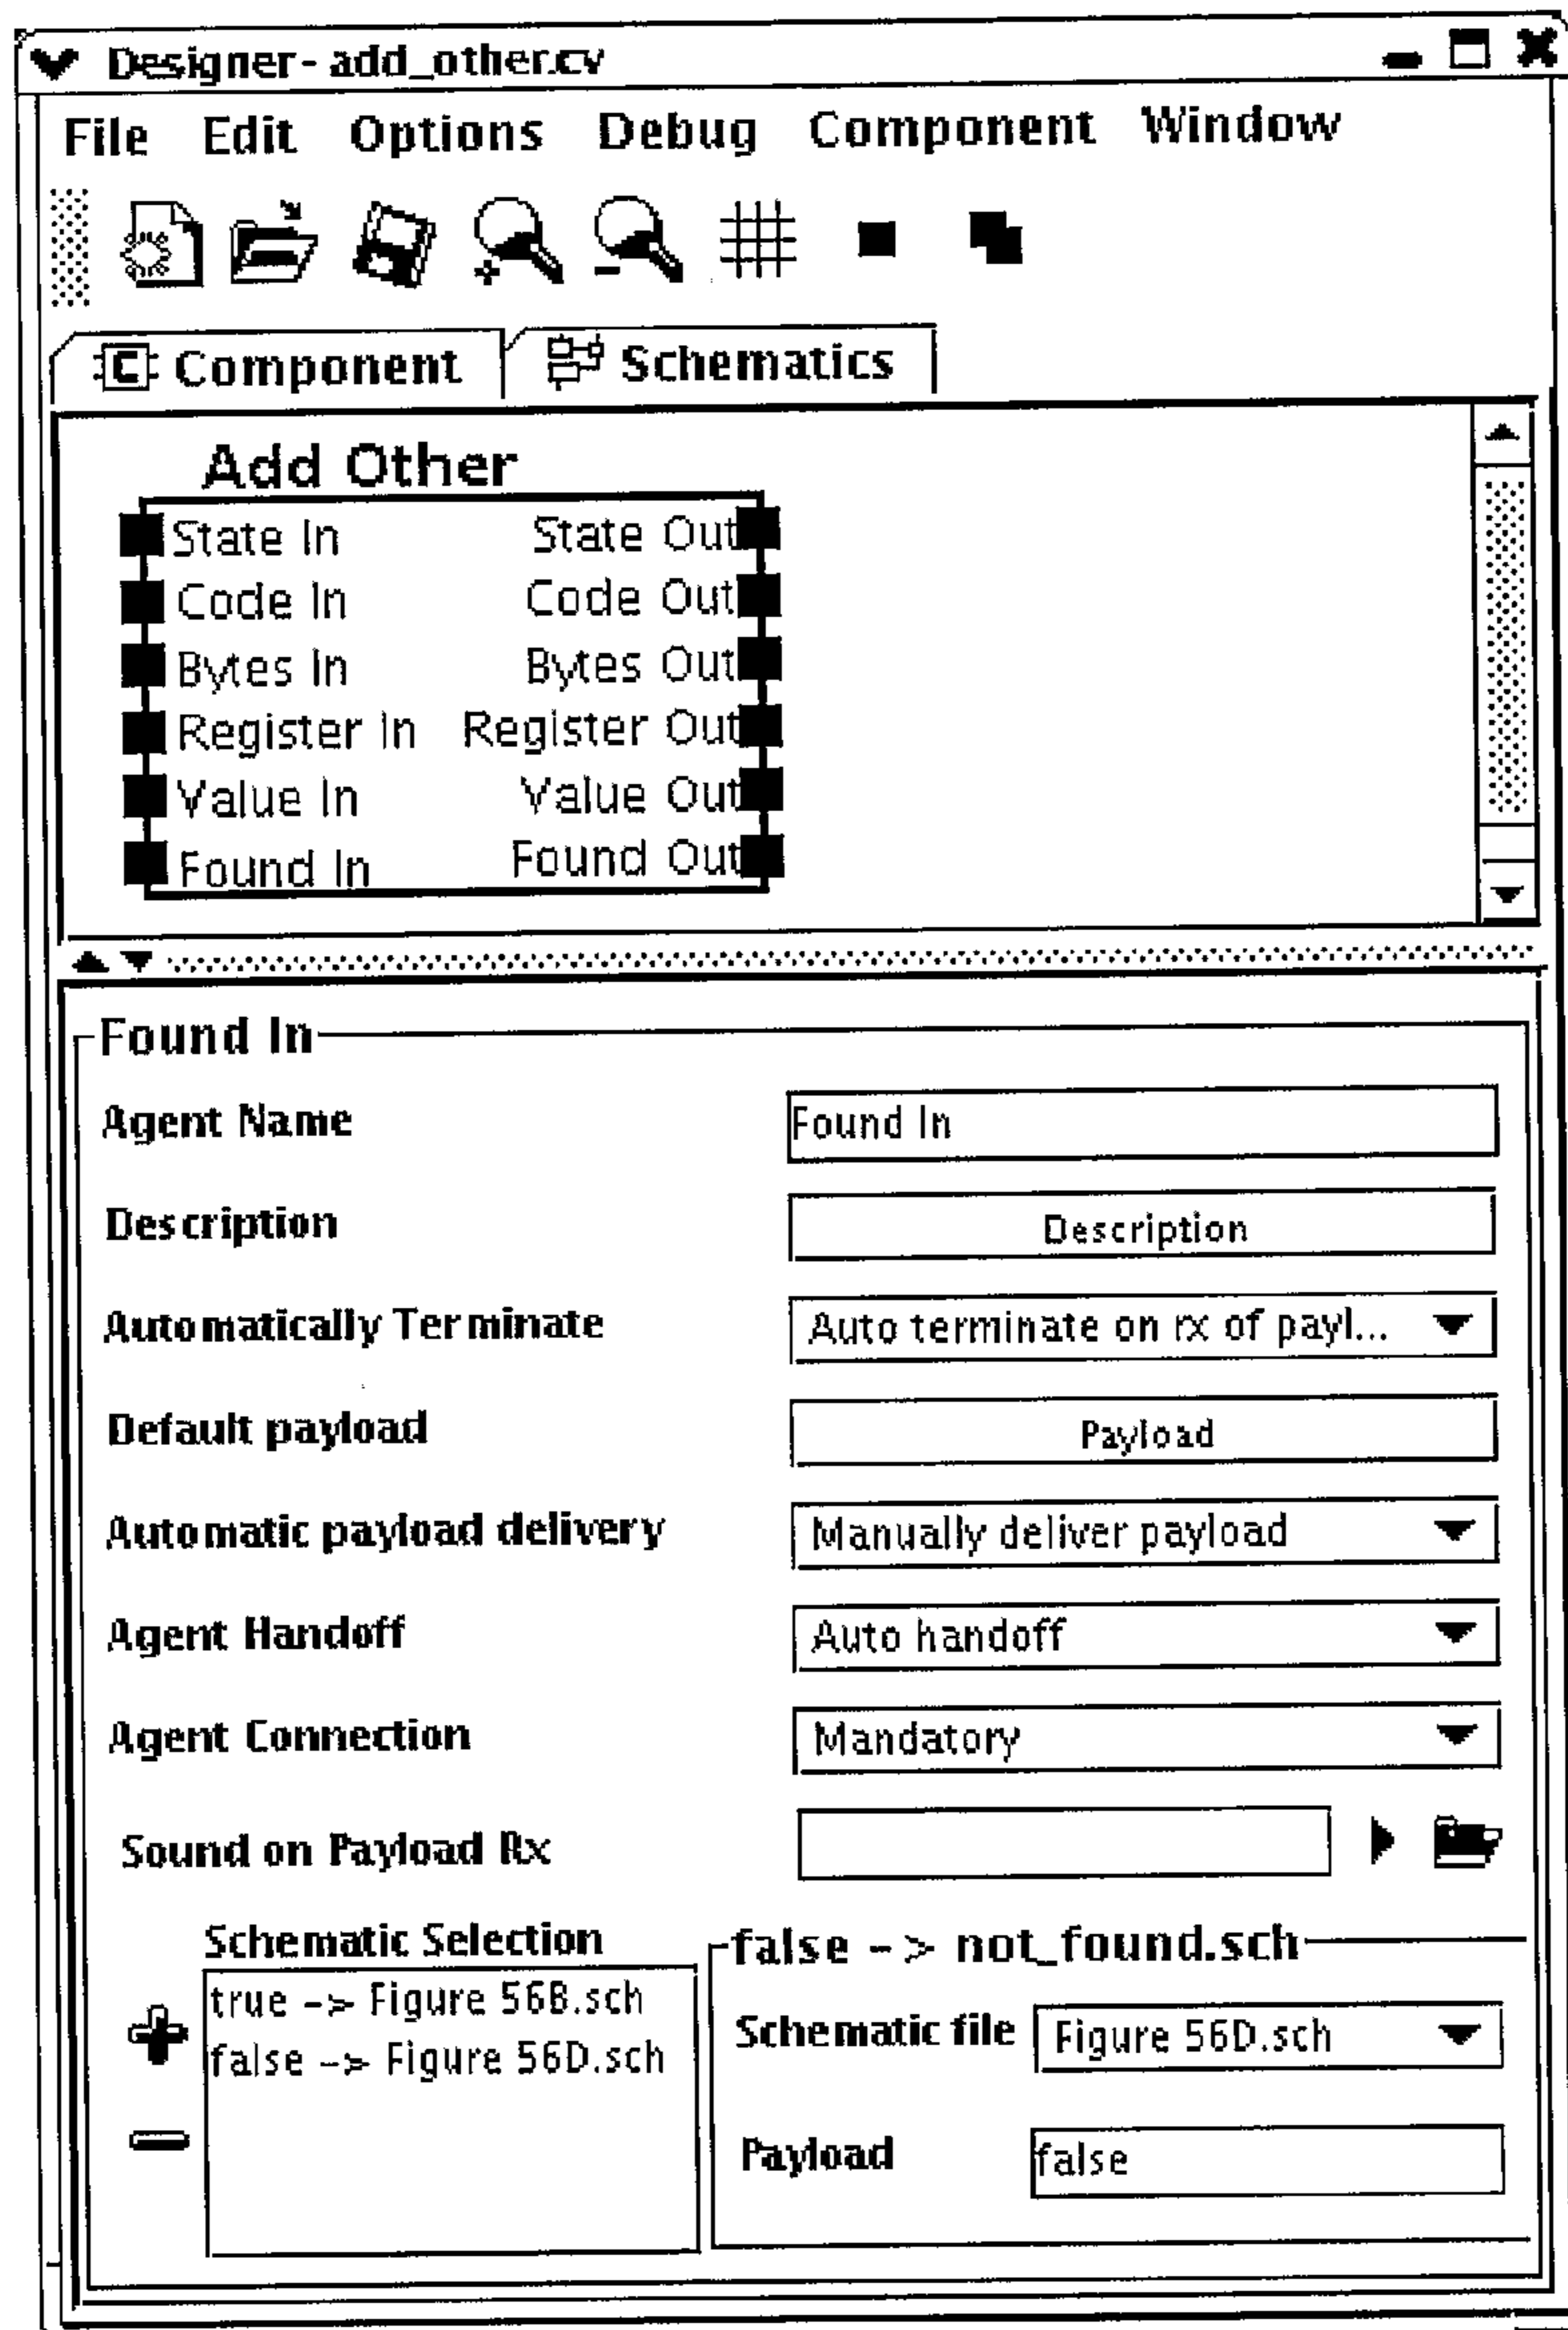 Designer- add_other.cv
File Edit Options Debug Component Window
C Component Schematics
Add Other
State In State Out
Code In Code Out
Bytes In Bytes Out
Register In Register Out
Value In Value Out
Found In Found Out
Found In
Agent Name Found In
Description Description
Automatically Terminate Auto terminate on rx of payl...
Default payload Payload
Automatic payload delivery Manually deliver payload
Agent Handoff Auto handoff
Agent Connection Mandatory
Sound on Payload Rx
Schematic Selection
true -> Figure 56B.sch
false -> Figure 56D.sch
false -> not_found.sch
Schematic file Figure 56D.sch
Payload false